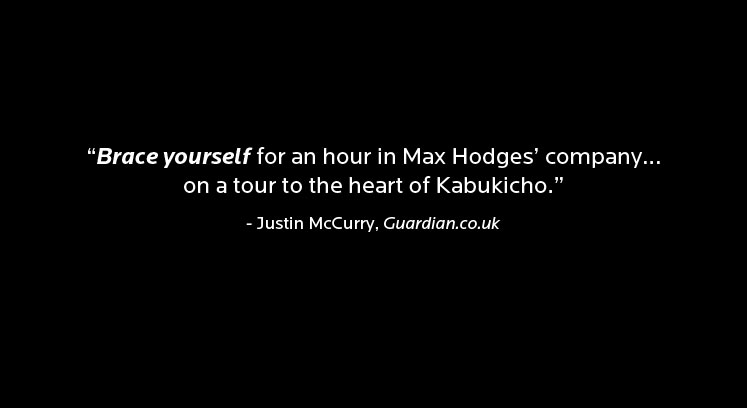 “Brace yourself for an hour in Max Hodges’ company...
on a tour to the heart of Kabukicho.”
- Justin McCurry, Guardian.co.uk